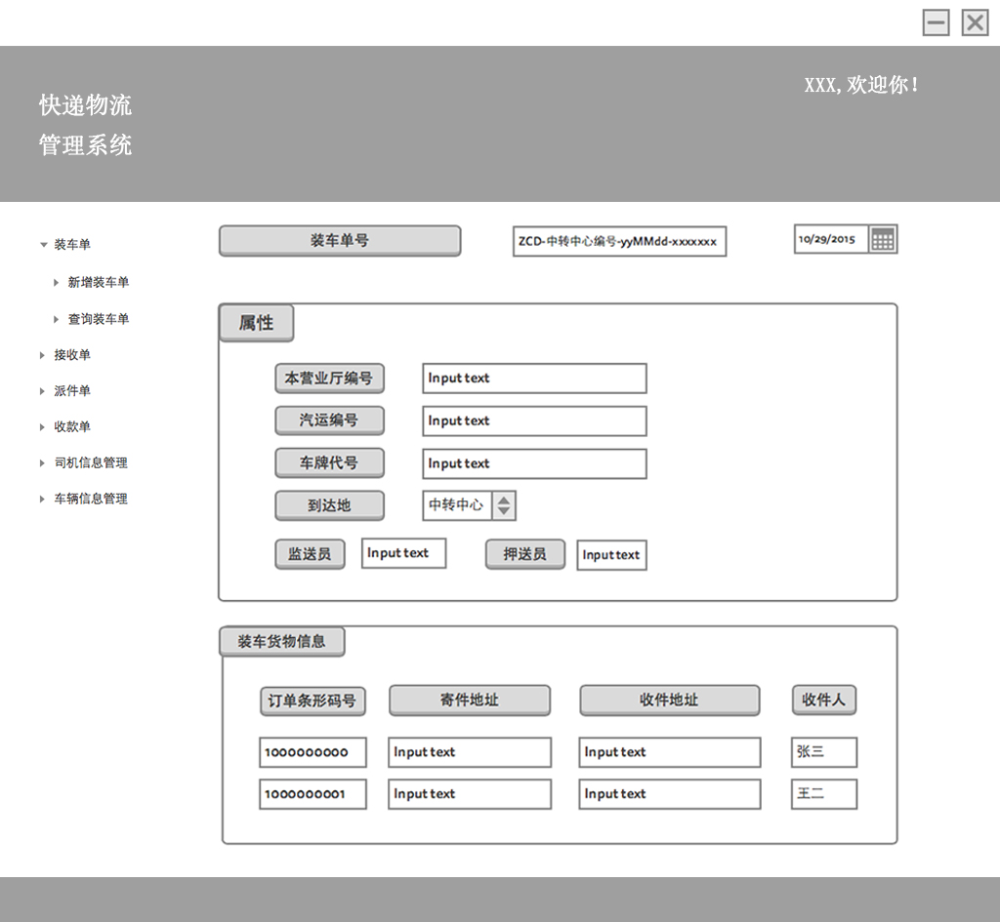 XXX,欢迎你!
快递物流
管理系统
装车单
新增装车单
查询装车单
接收单
派件单
收款单
司机信息管理
车辆信息管理
装车单号 ZCD-中转中心编号-yyMMdd-xxxxxxx 10/29/2015
属性
本营业厅编号 Input text
汽运编号 Input text
车牌代号 Input text
到达地 中转中心
监送员 Input text 押送员 Input text
装车货物信息
订单条形码号 寄件地址 收件地址 收件人
1000000000 Input text Input text 张三
1000000001 Input text Input text 王二